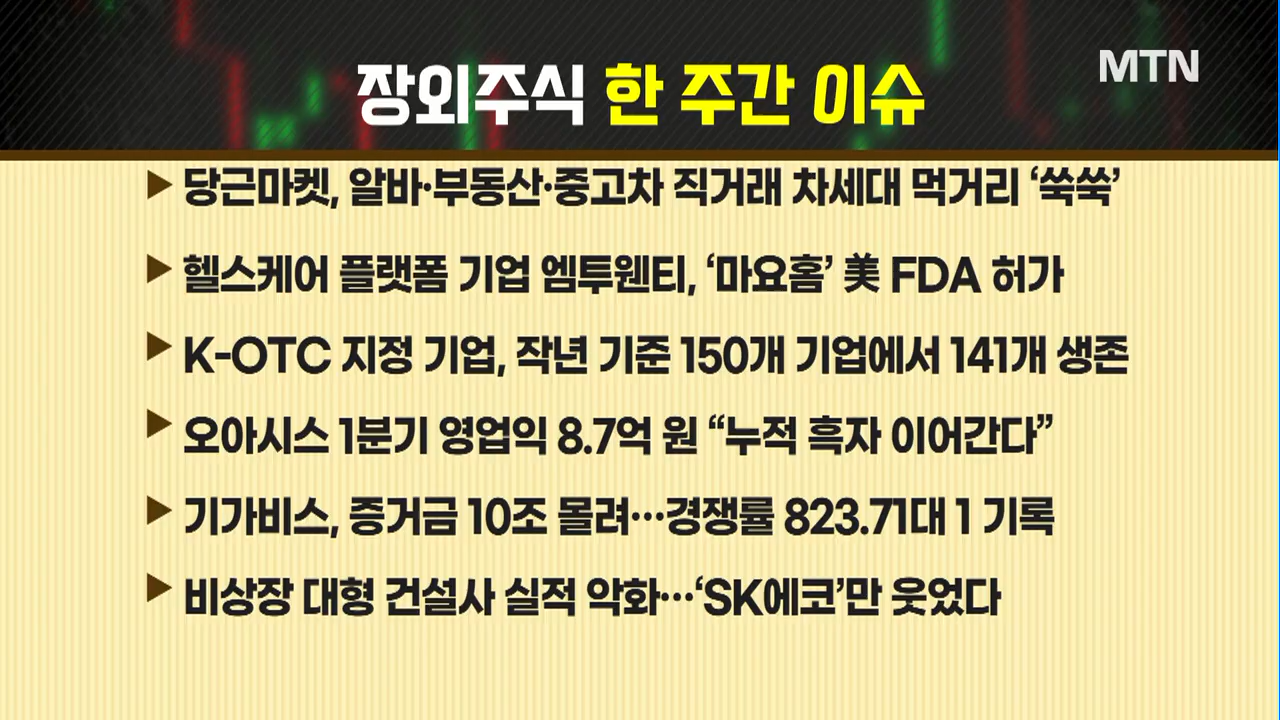 장외주식 한 주간 이슈
MTN
▶ 당근마켓, 알바·부동산·중고차 직거래 차세대 먹거리 ‘쑥쑥’
▶ 헬스케어 플랫폼 기업 엠투웬티, ‘마요홈’ 美 FDA 허가
▶ K-OTC 지정 기업, 작년 기준 150개 기업에서 141개 생존
▶ 오아시스 1분기 영업익 8.7억 원 “누적 흑자 이어간다”
▶ 기가비스, 증거금 10조 몰려…경쟁률 823.71대 1 기록
▶ 비상장 대형 건설사 실적 악화…‘SK에코’만 웃었다